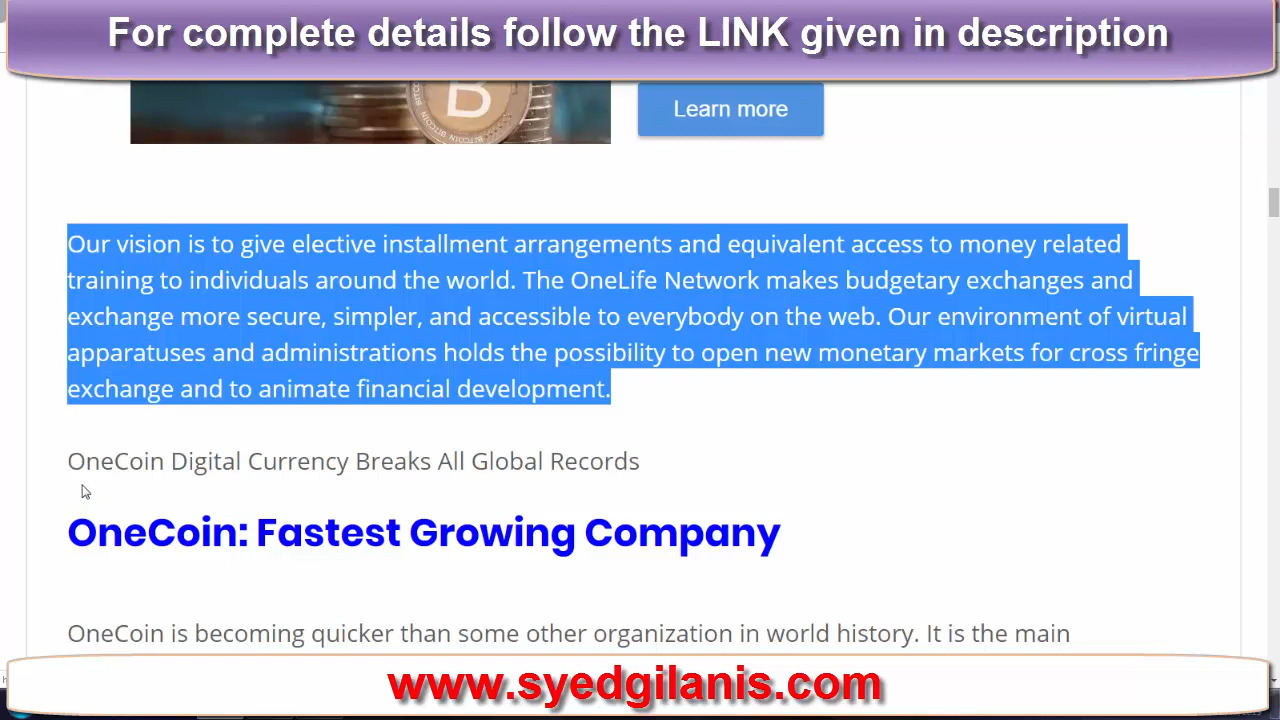 For complete details follow the LINK given in description
B
BITCOIN BITCOIN
Learn more
Our vision is to give elective installment arrangements and equivalent access to money related
training to individuals around the world. The OneLife Network makes budgetary exchanges and
exchange more secure, simpler, and accessible to everybody on the web. Our environment of virtual
apparatuses and administrations holds the possibility to open new monetary markets for cross fringe
exchange and to animate financial development.
OneCoin Digital Currency Breaks All Global Records
OneCoin: Fastest Growing Company
OneCoin is becoming quicker than some other organization in world history. It is the main
www.syedgilanis.com